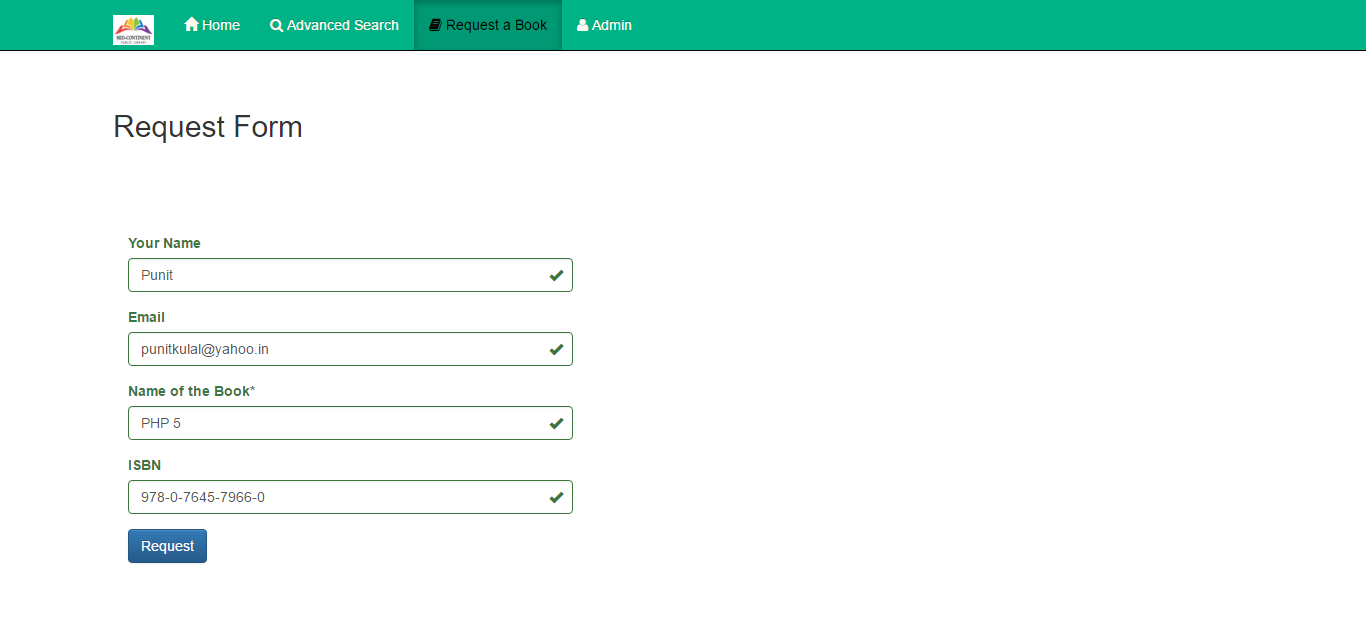 MID-CONTINENT
PUBLIC LIBRARY
Home
Advanced Search
Request a Book
Admin
Request Form
Your Name
Punit
Email
punitkulal@yahoo.in
Name of the Book*
PHP 5
ISBN
978-0-7645-7966-0
Request